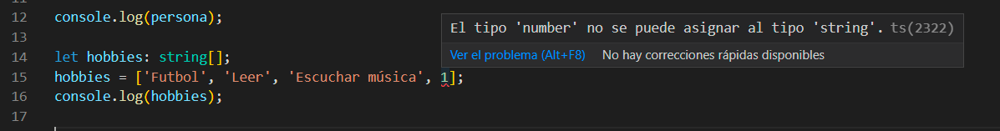 12 console.log(persona);
El tipo 'number' no se puede asignar al tipo 'string'. ts(2322)
13
Ver el problema (Alt+F8) No hay correcciones rápidas disponibles
14 let hobbies: string[];
15 hobbies = ['Futbol', 'Leer', 'Escuchar música', 1];
16 console.log(hobbies);
17